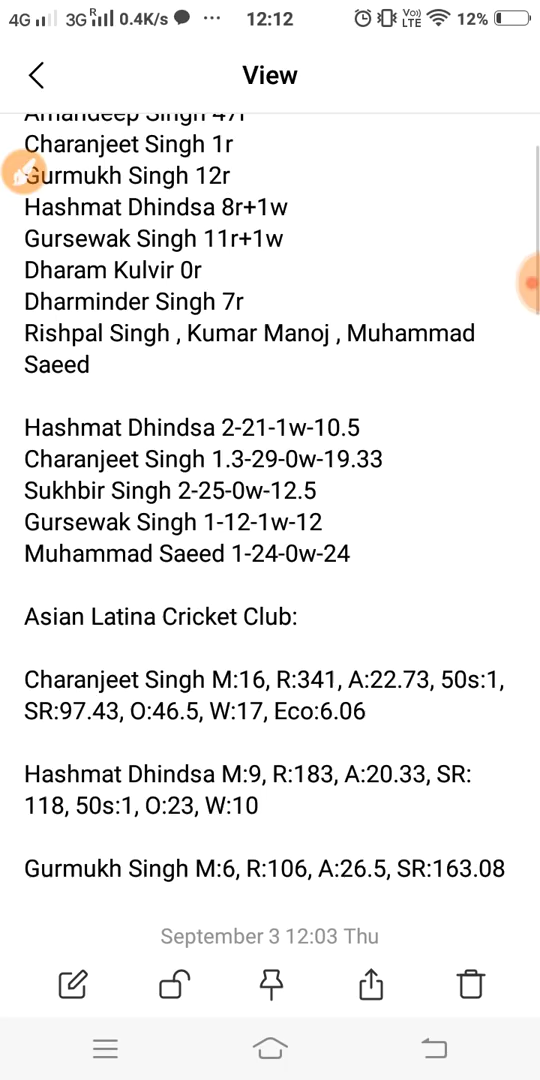 4G 3G R 0.4K/s ... 12:12 Vo)) LTE 12%
View
Amandeep Singh 47r
Charanjeet Singh 1r
Gurmukh Singh 12r
Hashmat Dhindsa 8r+1w
Gursewak Singh 11r+1w
Dharam Kulvir 0r
Dharminder Singh 7r
Rishpal Singh , Kumar Manoj , Muhammad
Saeed
Hashmat Dhindsa 2-21-1w-10.5
Charanjeet Singh 1.3-29-0w-19.33
Sukhbir Singh 2-25-0w-12.5
Gursewak Singh 1-12-1w-12
Muhammad Saeed 1-24-0w-24
Asian Latina Cricket Club:
Charanjeet Singh M:16, R:341, A:22.73, 50s:1,
SR:97.43, O:46.5, W:17, Eco:6.06
Hashmat Dhindsa M:9, R:183, A:20.33, SR:
118, 50s:1, O:23, W:10
Gurmukh Singh M:6, R:106, A:26.5, SR:163.08
September 3 12:03 Thu